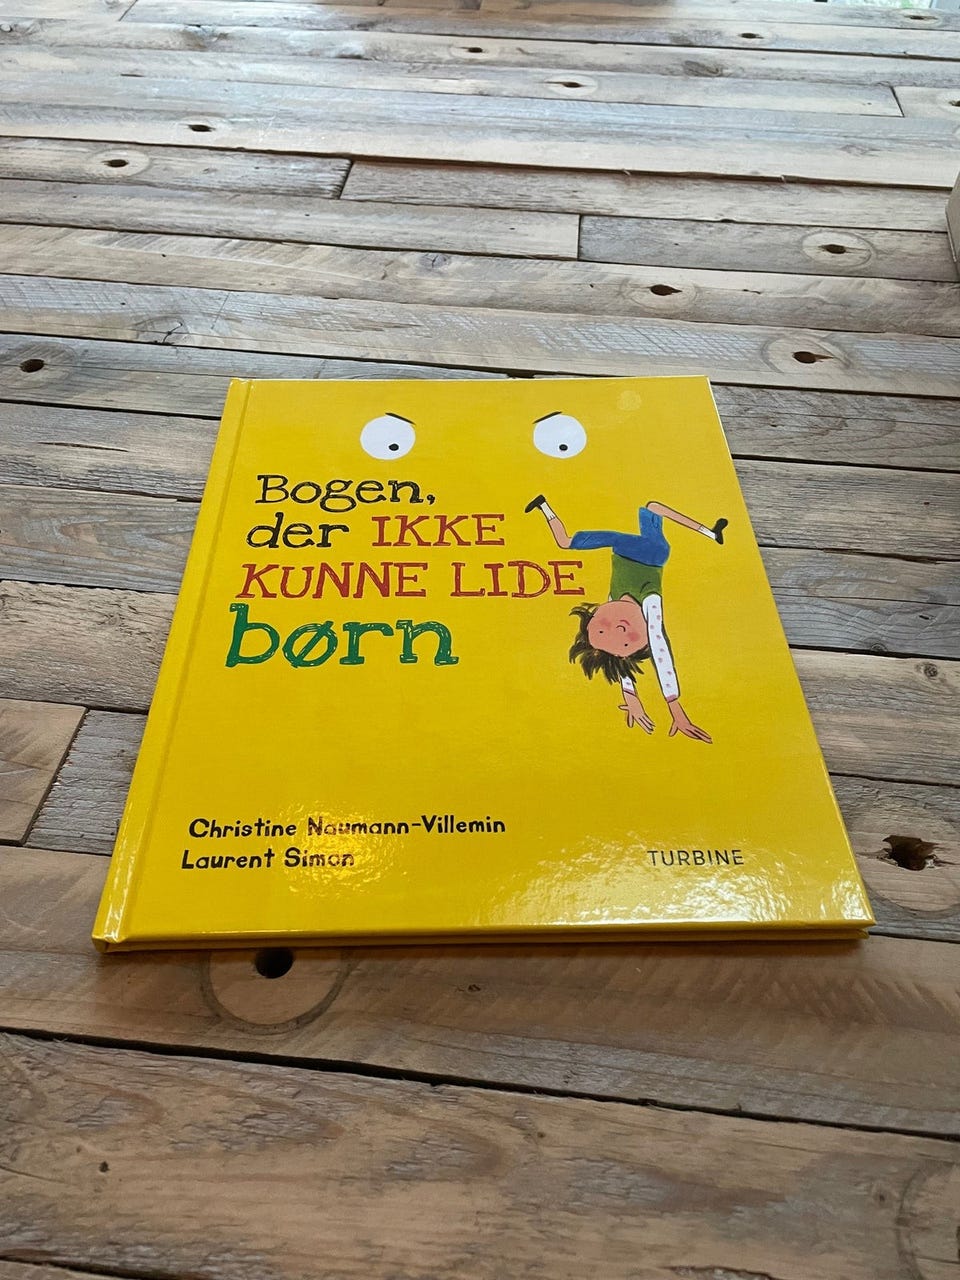 Bogen,
der IKKE
KUNNE LIDE
børn
Christine Naumann-Villemin
Laurent Simon
TURBINE